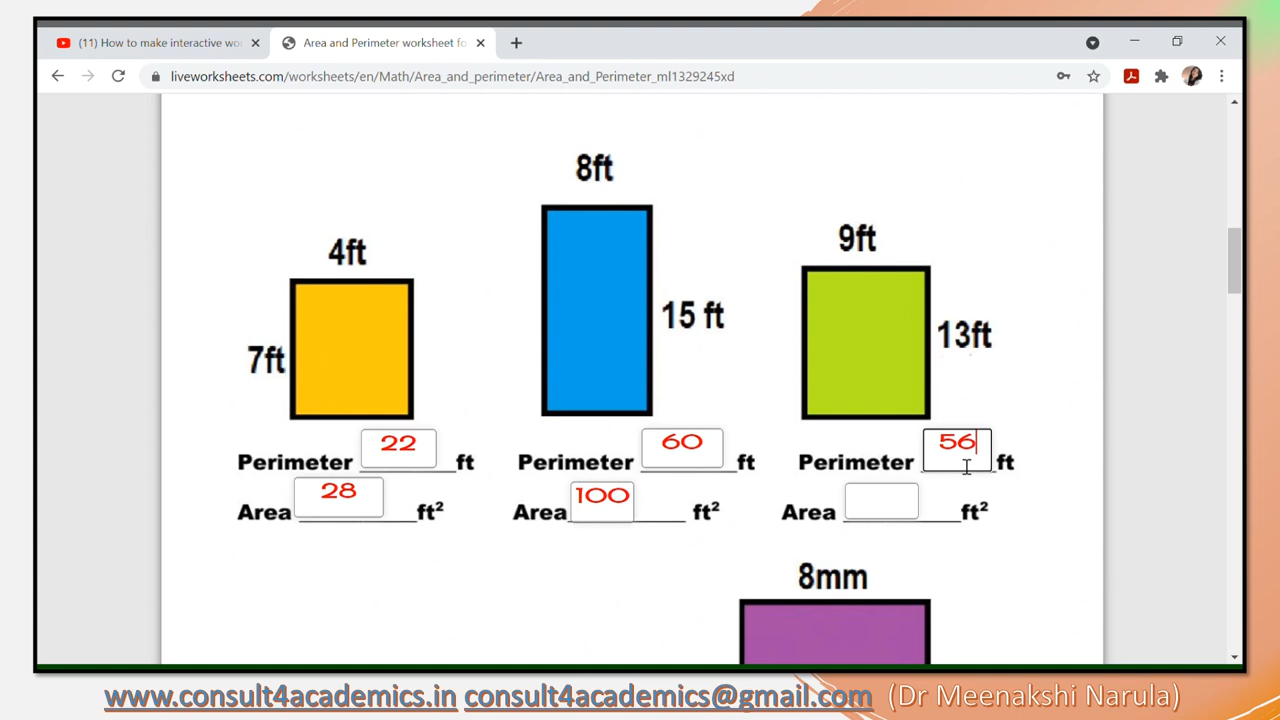 (11) How to make interactive wo
Area and Perimeter worksheet fo
liveworksheets.com/worksheets/en/Math/Area_and_perimeter/Area_and_Perimeter_ml1329245xd
8ft
4ft
9ft
15 ft
13ft
7ft
22
60
56
Perimeter ft
Perimeter ft
Perimeter ft
28
100
Area ft²
Area ft²
Area ft²
8mm
www.consult4academics.in consult4academics@gmail.com (Dr Meenakshi Narula)